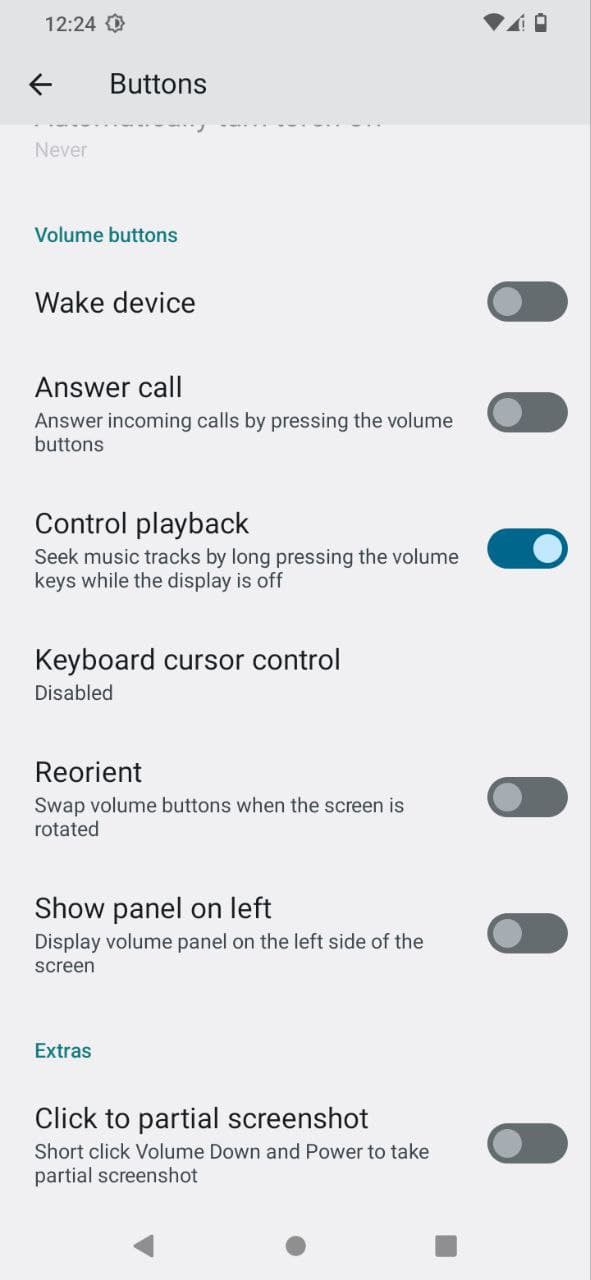 12:24
Buttons
Never
Volume buttons
Wake device
Answer call
Answer incoming calls by pressing the volume
buttons
Control playback
Seek music tracks by long pressing the volume
keys while the display is off
Keyboard cursor control
Disabled
Reorient
Swap volume buttons when the screen is
rotated
Show panel on left
Display volume panel on the left side of the
screen
Extras
Click to partial screenshot
Short click Volume Down and Power to take
partial screenshot